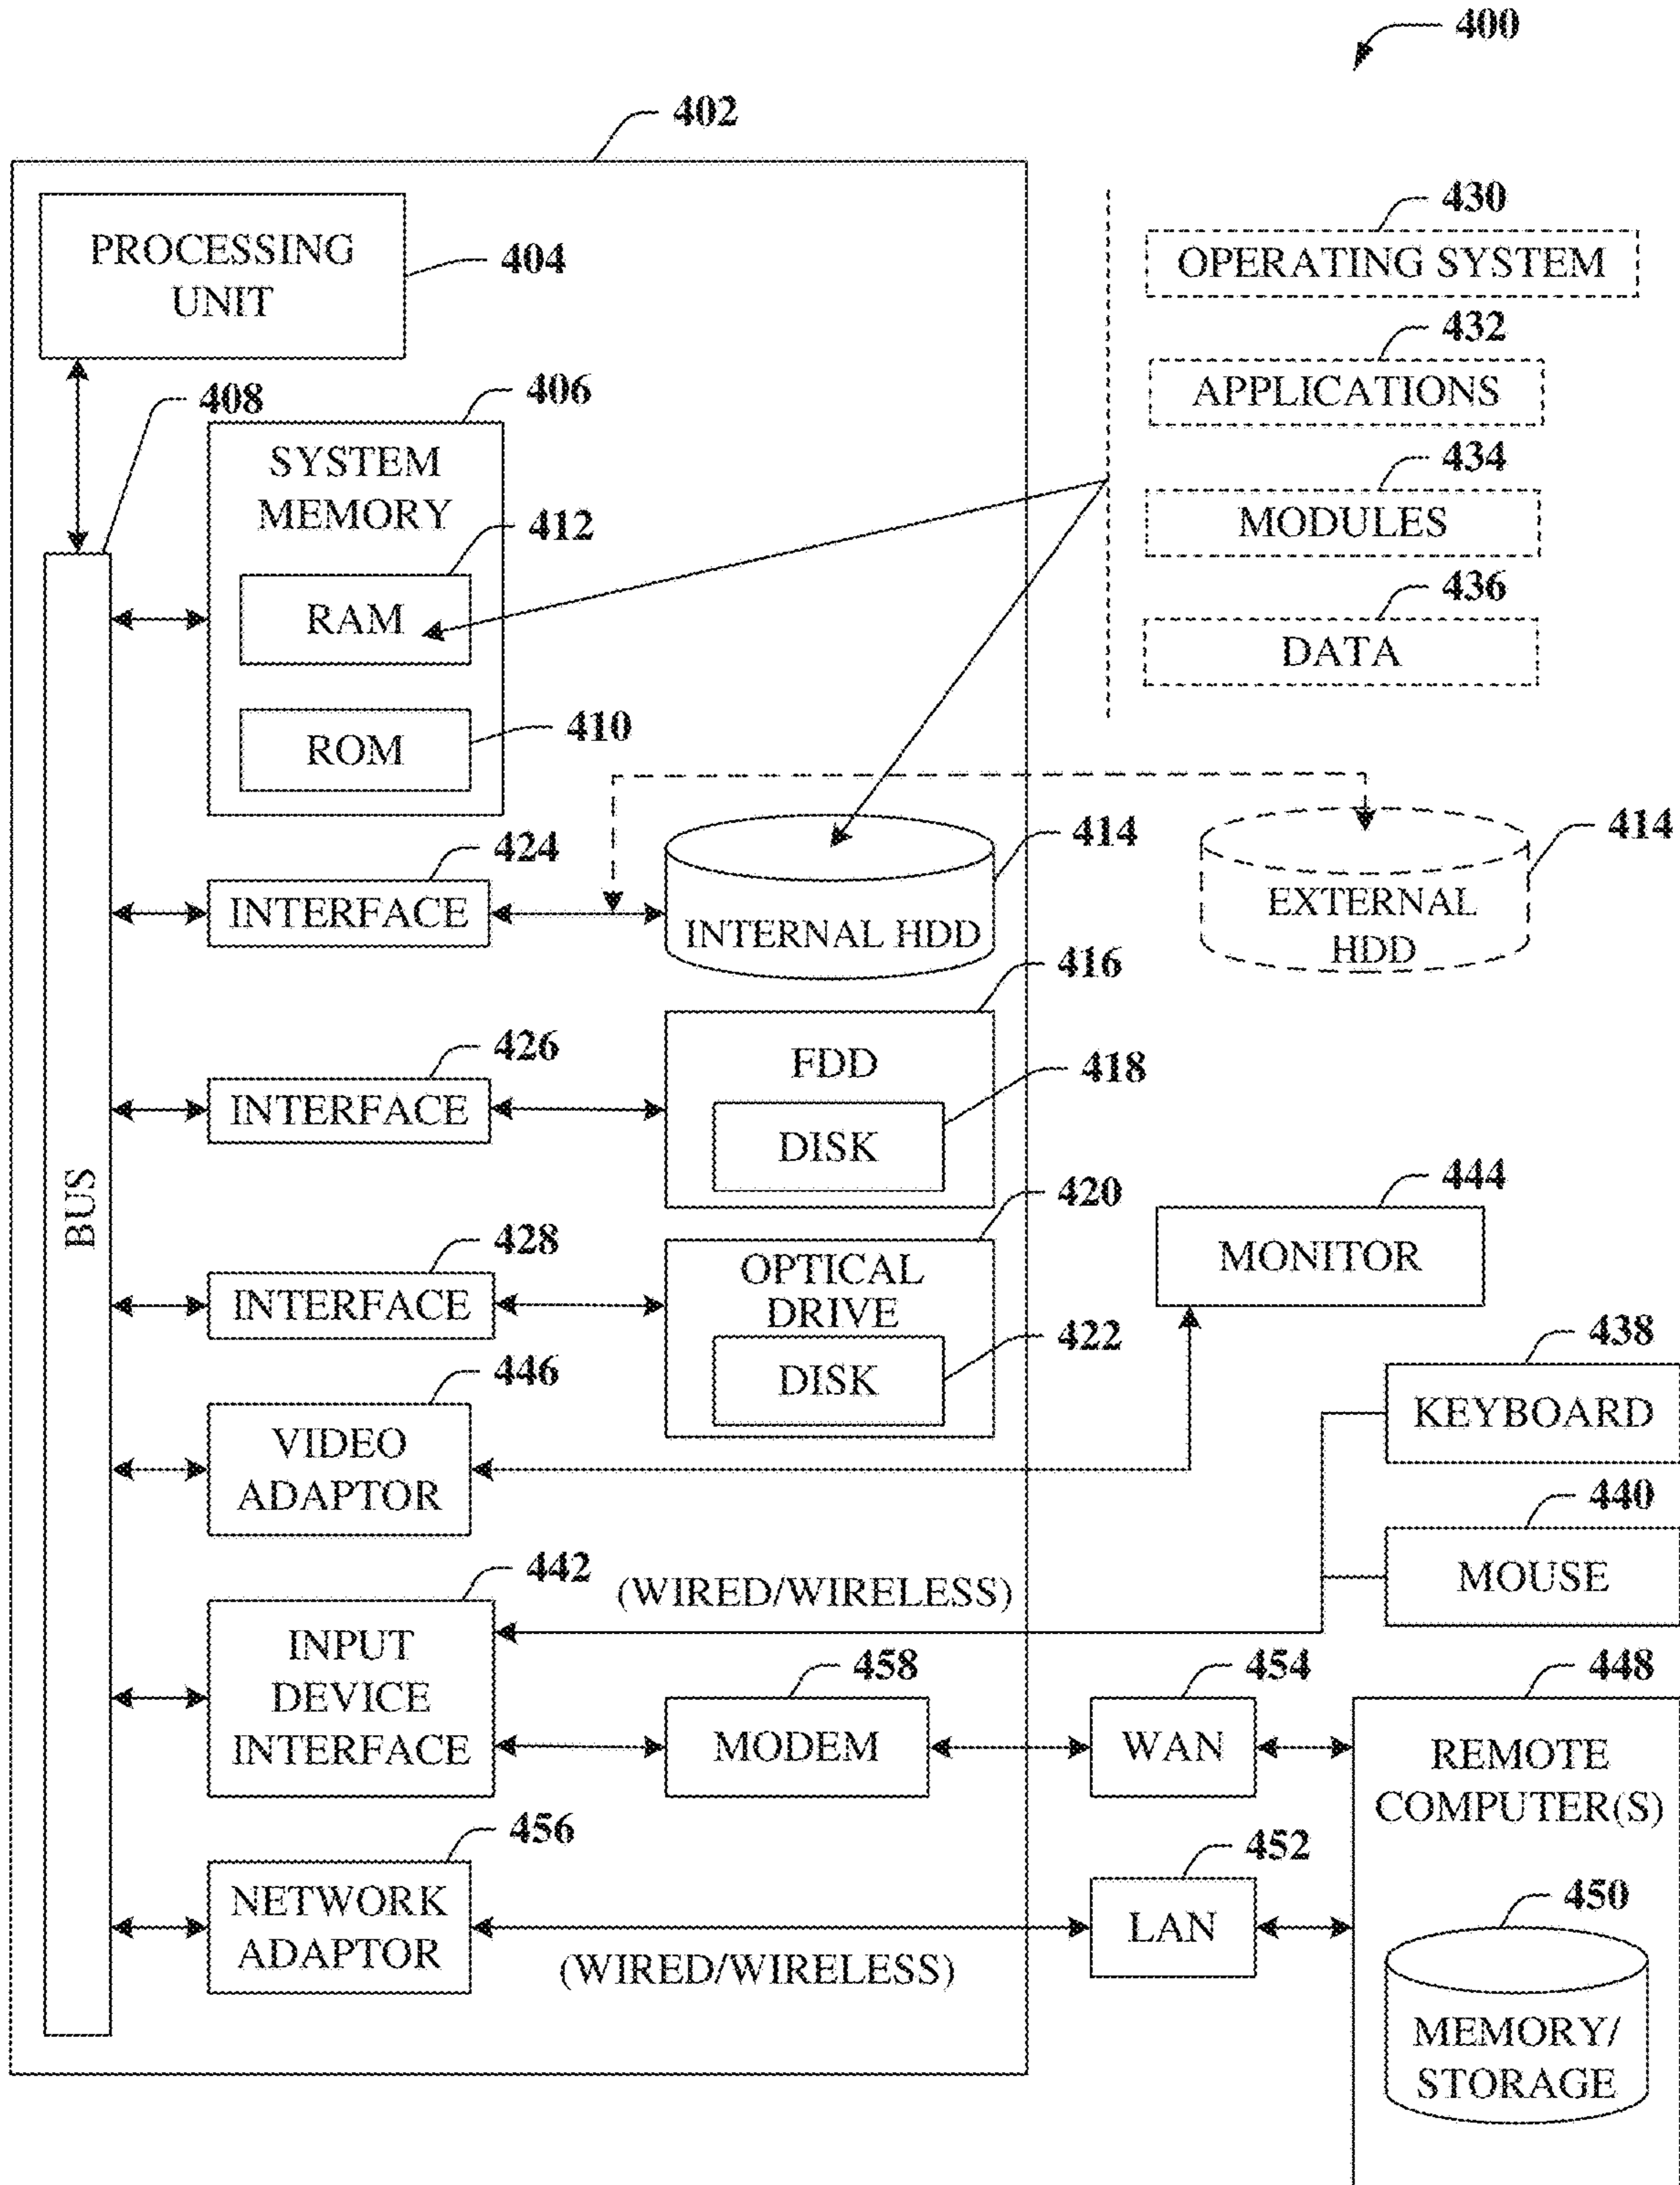 400
402
PROCESSING
UNIT
404
430
OPERATING SYSTEM
432
APPLICATIONS
434
MODULES
436
DATA
408
406
SYSTEM
MEMORY
412
RAM
410
ROM
424
INTERFACE
414
INTERNAL HDD
414
EXTERNAL
HDD
426
INTERFACE
416
FDD
418
DISK
BUS
428
INTERFACE
420
OPTICAL
DRIVE
422
DISK
444
MONITOR
446
VIDEO
ADAPTOR
438
KEYBOARD
440
MOUSE
442
INPUT
DEVICE
INTERFACE
(WIRED/WIRELESS)
458
MODEM
454
WAN
448
REMOTE
COMPUTER(S)
456
NETWORK
ADAPTOR
(WIRED/WIRELESS)
452
LAN
450
MEMORY/
STORAGE